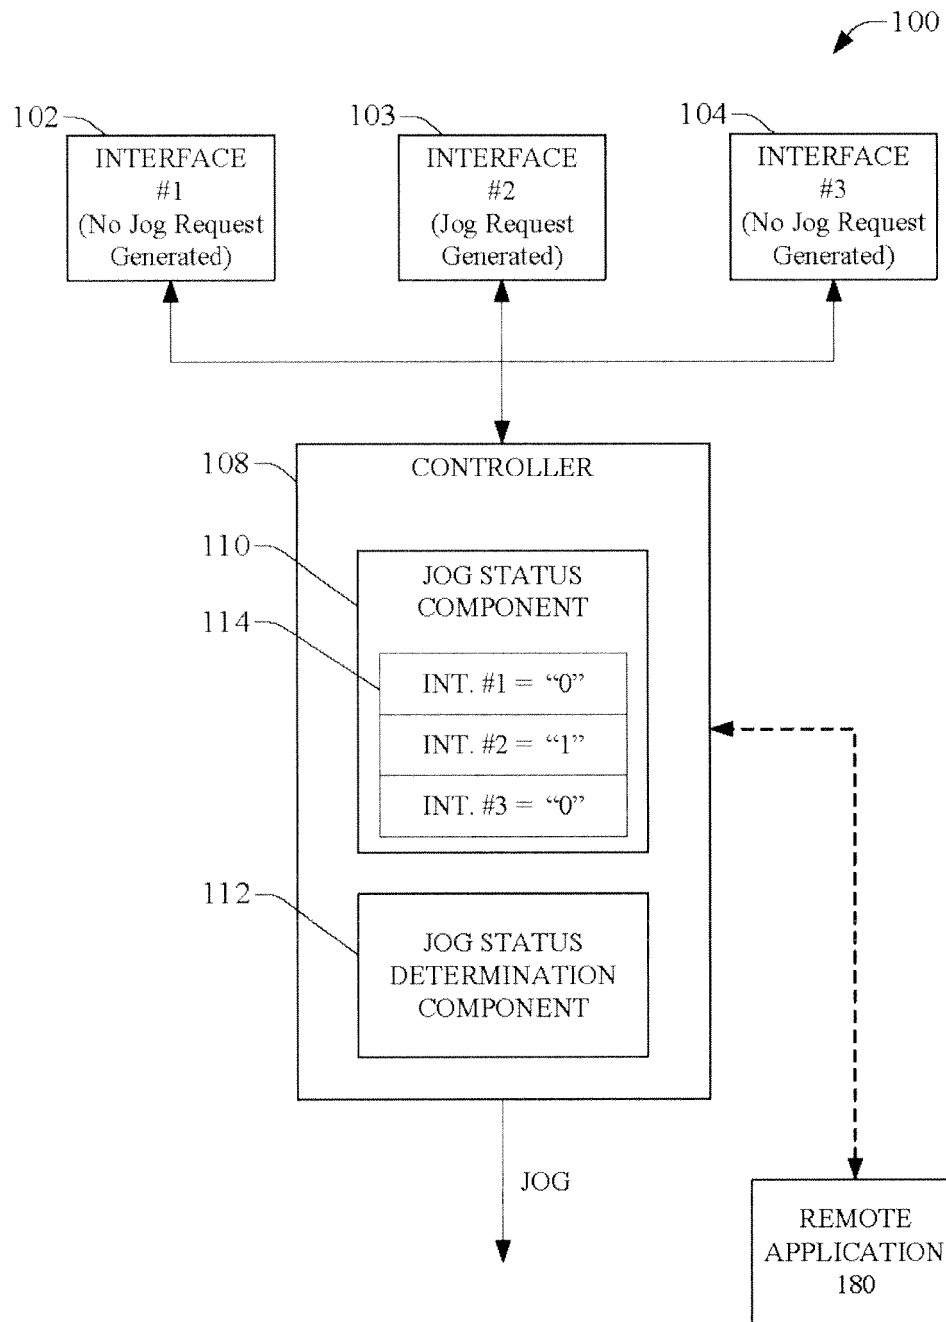 100
102
103
104
INTERFACE
#1
(No Jog Request
Generated)
INTERFACE
#2
(Jog Request
Generated)
INTERFACE
#3
(No Jog Request
Generated)
108
CONTROLLER
110
JOG STATUS
COMPONENT
114
INT. #1 = “0”
INT. #2 = “1”
INT. #3 = “0”
112
JOG STATUS
DETERMINATION
COMPONENT
JOG
REMOTE
APPLICATION
180